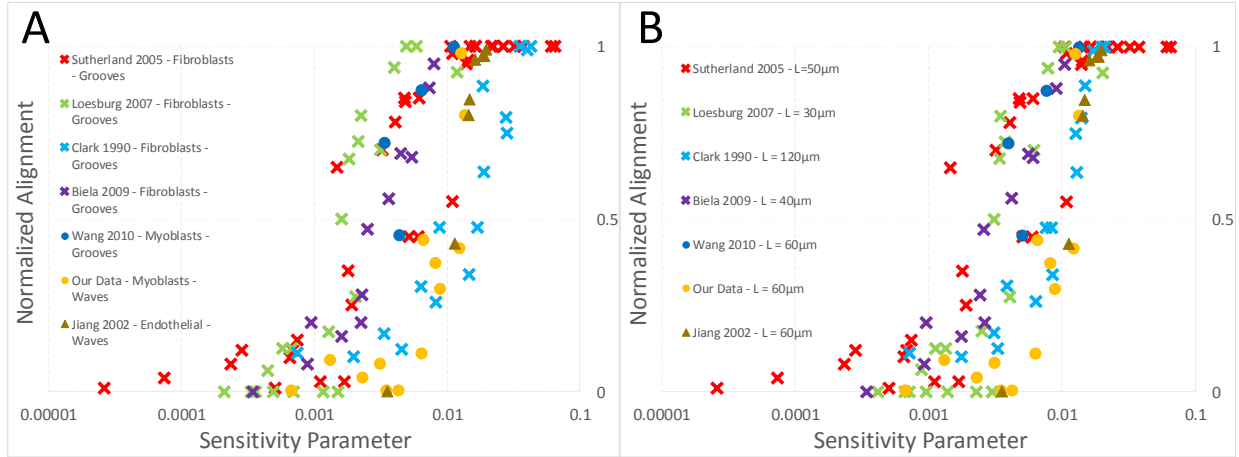 A
Normalized Alignment
Sutherland 2005 - Fibroblasts
- Grooves
Loesburg 2007 - Fibroblasts -
Grooves
Clark 1990 - Fibroblasts -
Grooves
Biela 2009 - Fibroblasts -
Grooves
Wang 2010 - Myoblasts -
Grooves
Our Data - Myoblasts -
Waves
Jiang 2002 - Endothelial -
Waves
1
0.5
0
0.00001 0.0001 0.001 0.01 0.1
Sensitivity Parameter
B
Normalized Alignment
Sutherland 2005 - L=50μm
Loesburg 2007 - L = 30μm
Clark 1990 - L = 120μm
Biela 2009 - L = 40μm
Wang 2010 - L = 60μm
Our Data - L = 60μm
Jiang 2002 - L = 60μm
1
0.5
0
0.00001 0.0001 0.001 0.01 0.1
Sensitivity Parameter